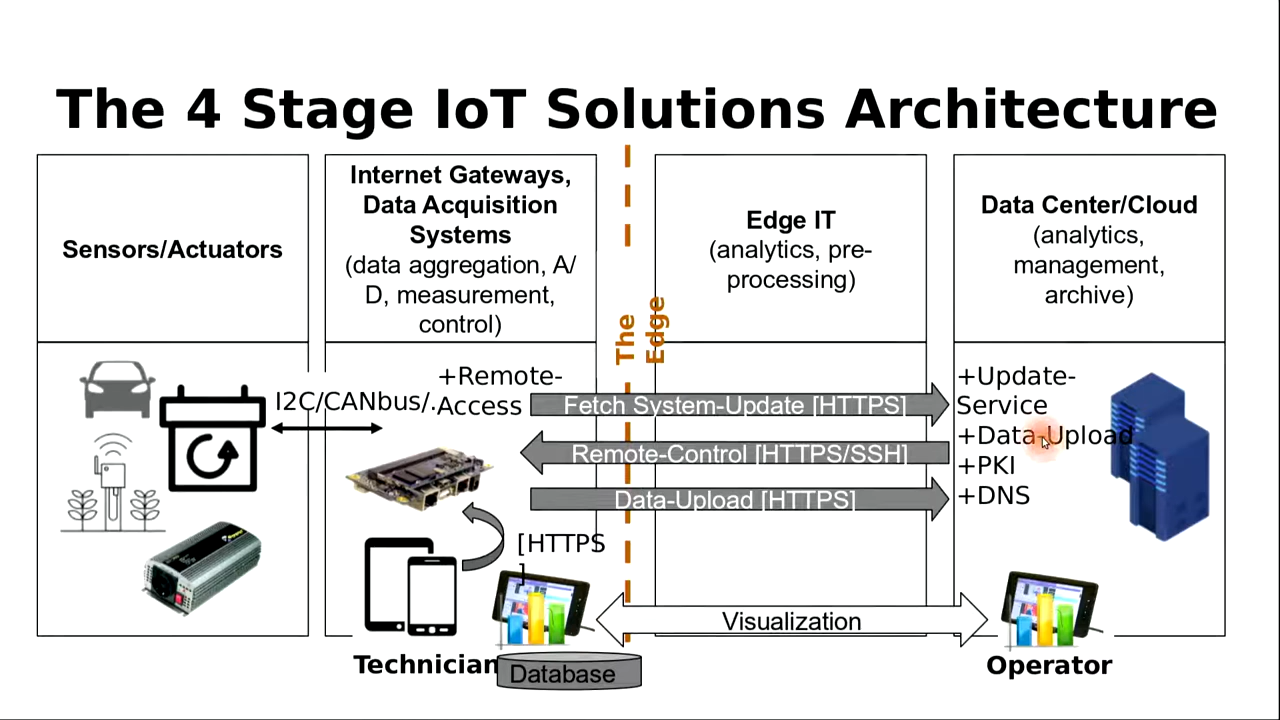 The 4 Stage IoT Solutions Architecture
Sensors/Actuators
Internet Gateways,
Data Acquisition
Systems
(data aggregation, A/
D, measurement,
control)
The
Edge
Edge IT
(analytics, pre-
processing)
Data Center/Cloud
(analytics,
management,
archive)
I2C/CANbus/.
+Remote-
Access
Fetch System-Update [HTTPS]
Remote-Control [HTTPS/SSH]
Data-Upload [HTTPS]
+Update-
Service
+Data-Upload
+PKI
+DNS
[HTTPS
]
Visualization
Technician
Database
Operator